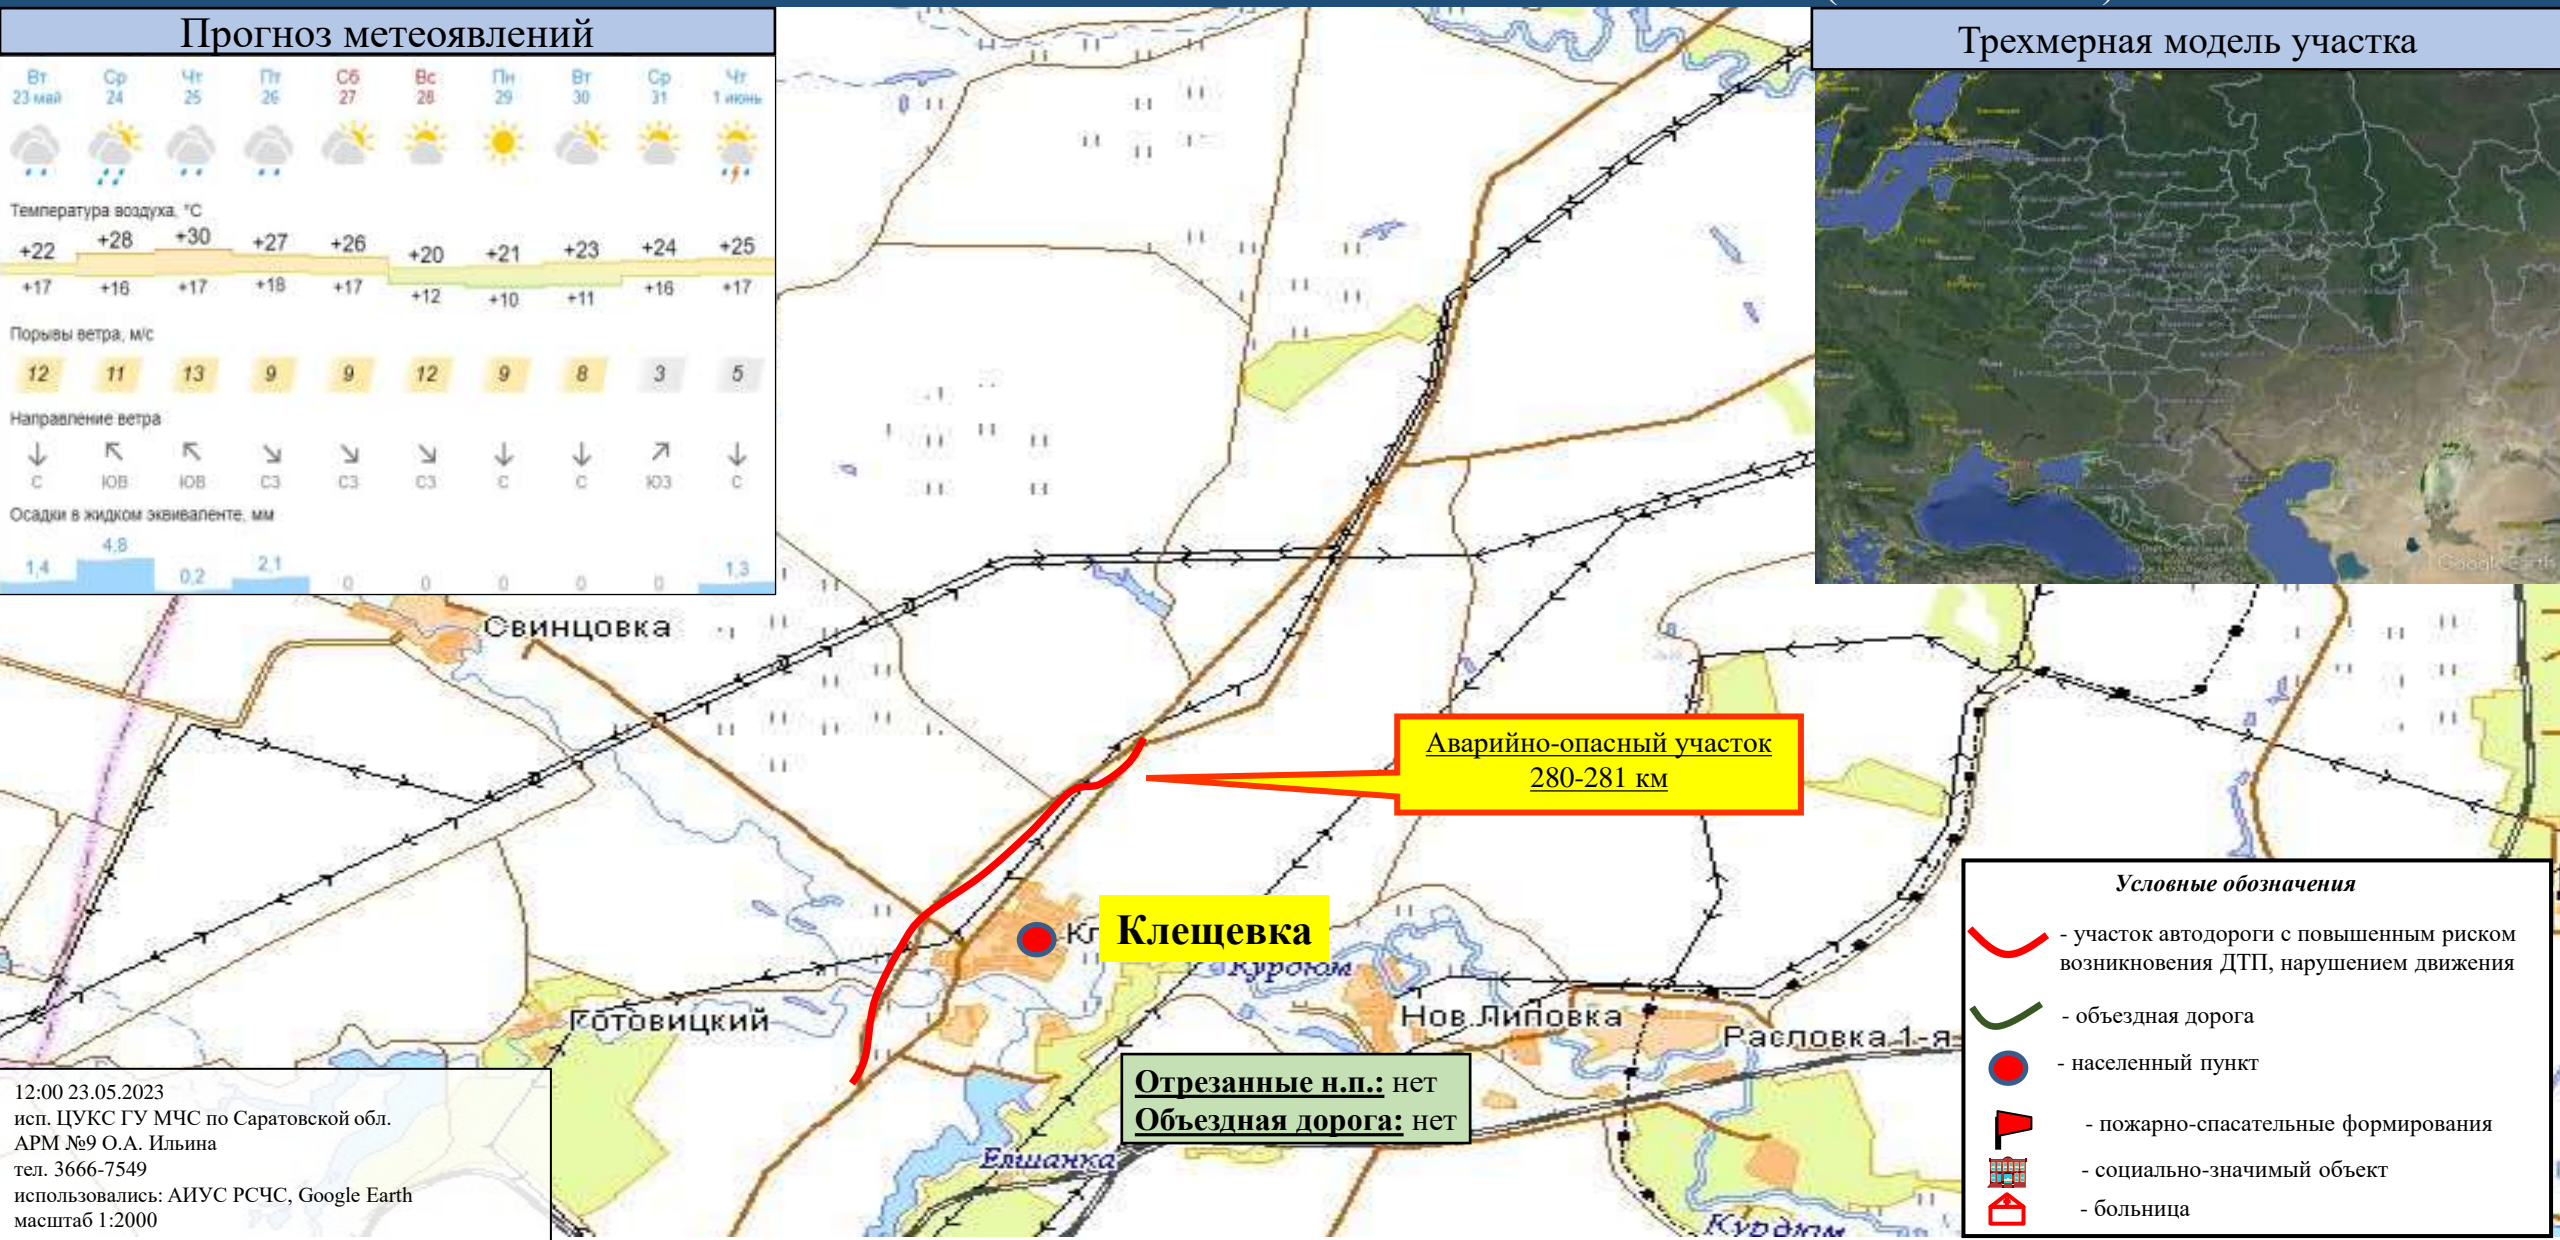 Прогноз метеоявлений
Вт Ср Чт Пт Сб Вс Пн Вт Ср Чт
23 май 24 25 26 27 28 29 30 31 1 июнь
Температура воздуха, °C
+22 +28 +30 +27 +26 +20 +21 +23 +24 +25
+17 +16 +17 +18 +17 +12 +10 +11 +16 +17
Порывы ветра, м/с
12 11 13 9 9 12 9 8 3 5
Направление ветра
С ЮВ ЮВ СЗ СЗ СЗ С С ЮЗ С
Осадки в жидком эквиваленте, мм
1,4 4,8 0,2 2,1 0 0 0 0 0 1,3
Трехмерная модель участка
Google earth
Свинцовка
Аварийно-опасный участок
280-281 км
Кл
Клещевка
Курдюм
Готовицкий
Нов.Липовка
Расловка 1-я
Отрезанные н.п.: нет
Объездная дорога: нет
Елшанка
Курдюм
12:00 23.05.2023
исп. ЦУКС ГУ МЧС по Саратовской обл.
АРМ №9 О.А. Ильина
тел. 3666-7549
использовались: АИУС РСЧС, Google Earth
масштаб 1:2000
Условные обозначения
- участок автодороги с повышенным риском
возникновения ДТП, нарушением движения
- объездная дорога
- населенный пункт
- пожарно-спасательные формирования
- социально-значимый объект
- больница